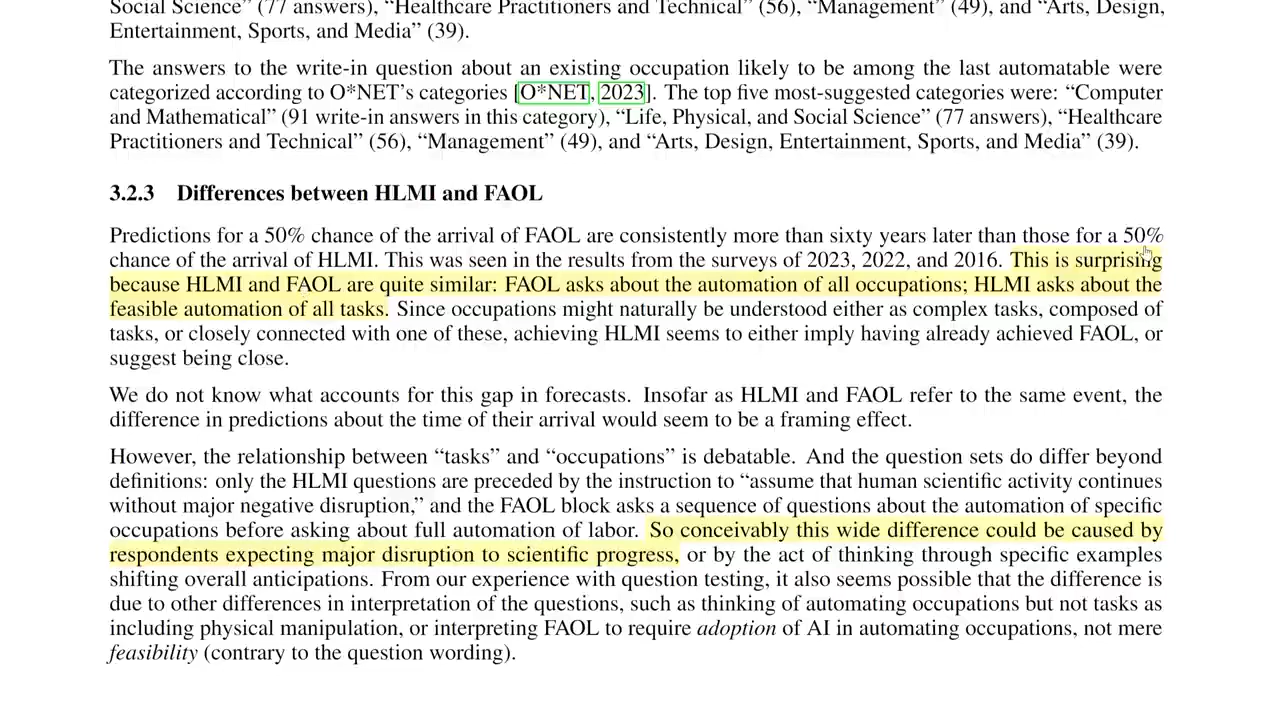 Social Science” (77 answers), “Healthcare Practitioners and Technical” (56), “Management” (49), and “Arts, Design,
Entertainment, Sports, and Media” (39).
The answers to the write-in question about an existing occupation likely to be among the last automatable were
categorized according to O*NET’s categories [O*NET, 2023]. The top five most-suggested categories were: “Computer
and Mathematical” (91 write-in answers in this category), “Life, Physical, and Social Science” (77 answers), “Healthcare
Practitioners and Technical” (56), “Management” (49), and “Arts, Design, Entertainment, Sports, and Media” (39).
3.2.3 Differences between HLMI and FAOL
Predictions for a 50% chance of the arrival of FAOL are consistently more than sixty years later than those for a 50%
chance of the arrival of HLMI. This was seen in the results from the surveys of 2023, 2022, and 2016. This is surprising
because HLMI and FAOL are quite similar: FAOL asks about the automation of all occupations; HLMI asks about the
feasible automation of all tasks. Since occupations might naturally be understood either as complex tasks, composed of
tasks, or closely connected with one of these, achieving HLMI seems to either imply having already achieved FAOL, or
suggest being close.
We do not know what accounts for this gap in forecasts. Insofar as HLMI and FAOL refer to the same event, the
difference in predictions about the time of their arrival would seem to be a framing effect.
However, the relationship between “tasks” and “occupations” is debatable. And the question sets do differ beyond
definitions: only the HLMI questions are preceded by the instruction to “assume that human scientific activity continues
without major negative disruption,” and the FAOL block asks a sequence of questions about the automation of specific
occupations before asking about full automation of labor. So conceivably this wide difference could be caused by
respondents expecting major disruption to scientific progress, or by the act of thinking through specific examples
shifting overall anticipations. From our experience with question testing, it also seems possible that the difference is
due to other differences in interpretation of the questions, such as thinking of automating occupations but not tasks as
including physical manipulation, or interpreting FAOL to require adoption of AI in automating occupations, not mere
feasibility (contrary to the question wording).